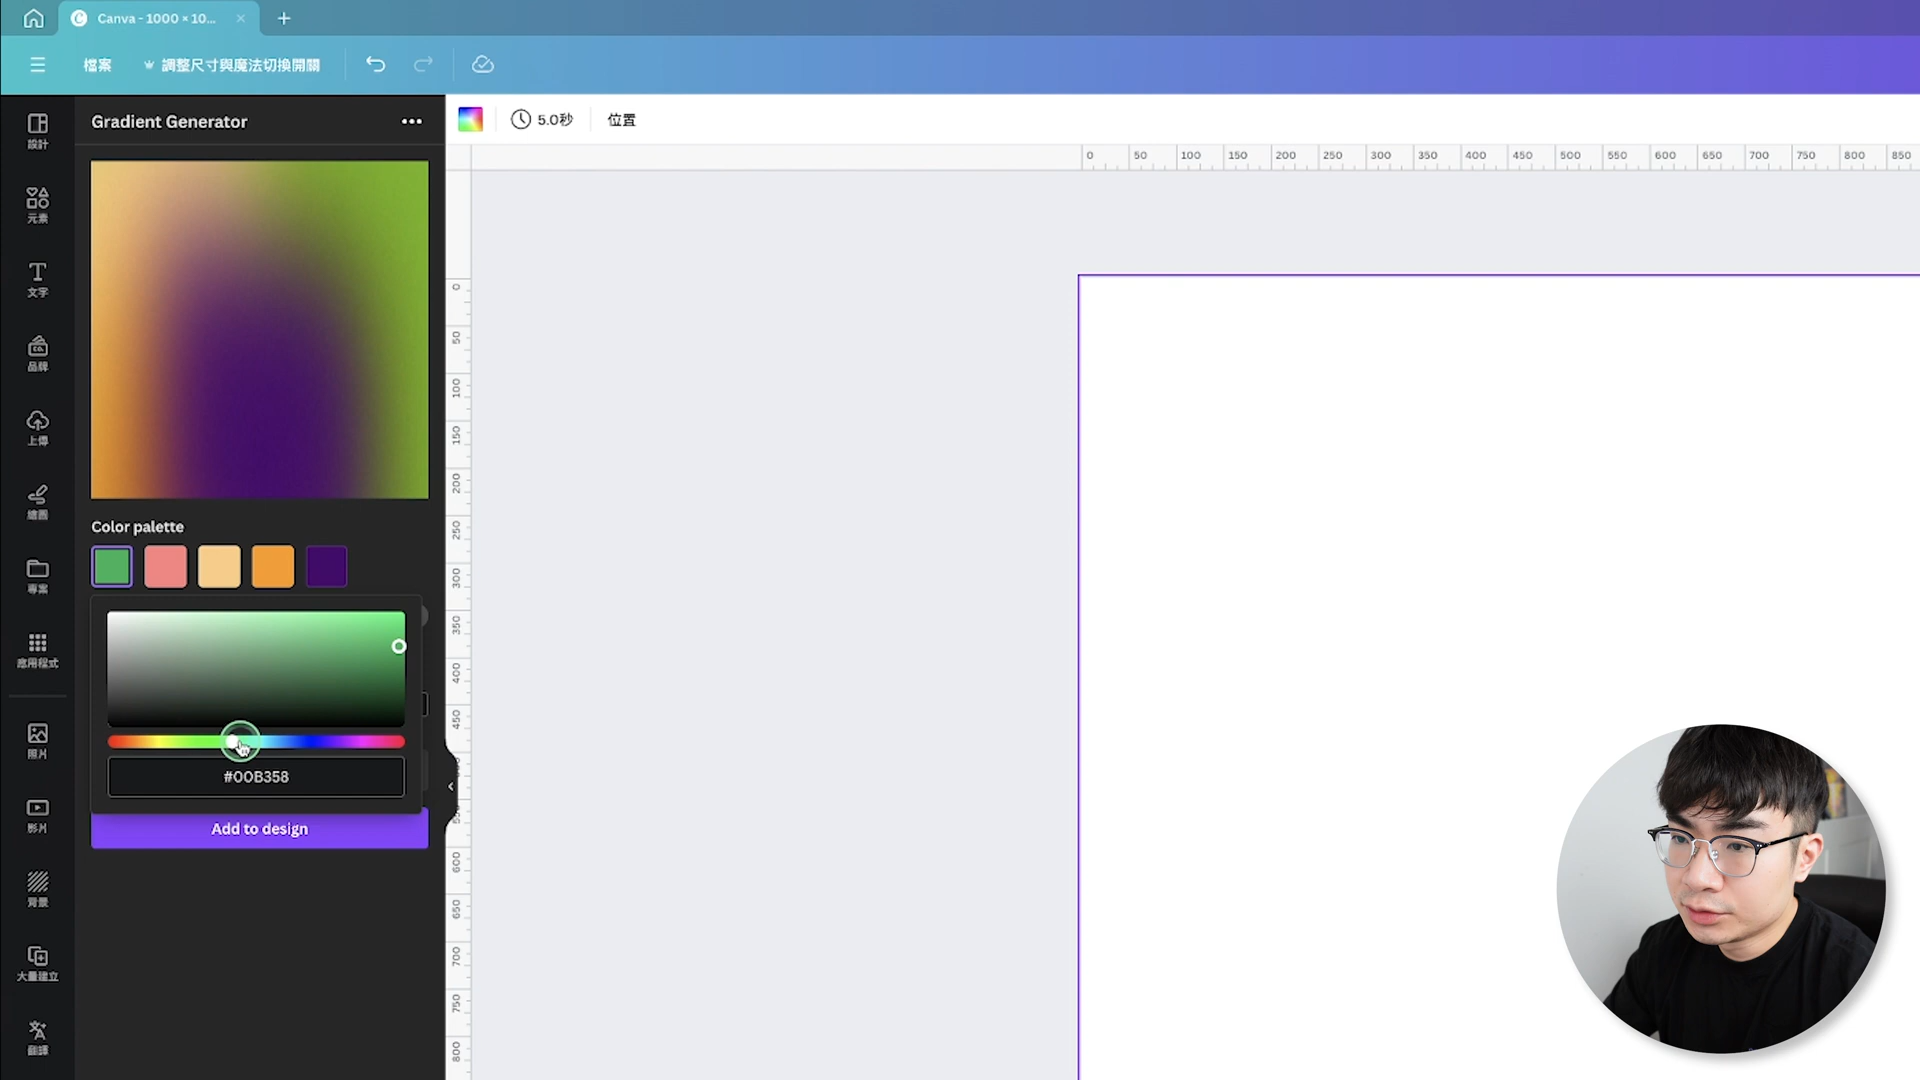 Canva - 1000 × 10...
檔案
調整尺寸與魔法切換開關
設計
元素
文字
品牌
上傳
繪圖
專案
應用程式
照片
影片
背景
大量建立
翻譯
Gradient Generator
Color palette
#00B358
Add to design
5.0秒
位置
0 50 100 150 200 250 300 350 400 450 500 550 600 650 700 750 800 850
0
50
100
150
200
250
300
350
400
450
600
650
700
750
800
CO.